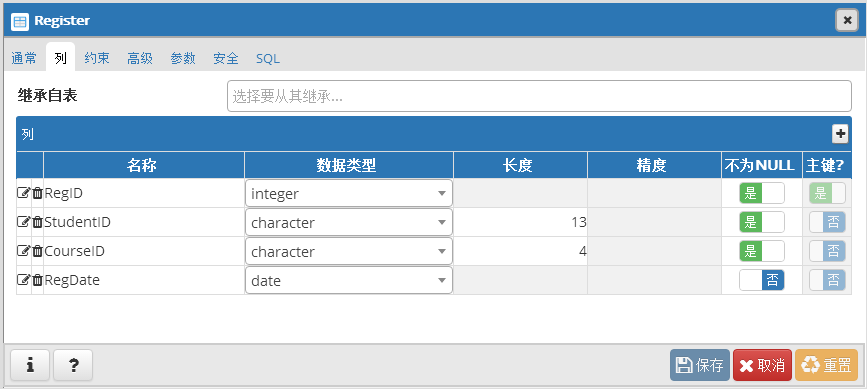 Register
通常 列 约束 高级 参数 安全 SQL
继承自表 选择要从其继承...
列
名称 数据类型 长度 精度 不为NULL 主键?
RegID integer 是 是
StudentID character 13 是 否
CourseID character 4 是 否
RegDate date 否 否
i ? 保存 取消 重置